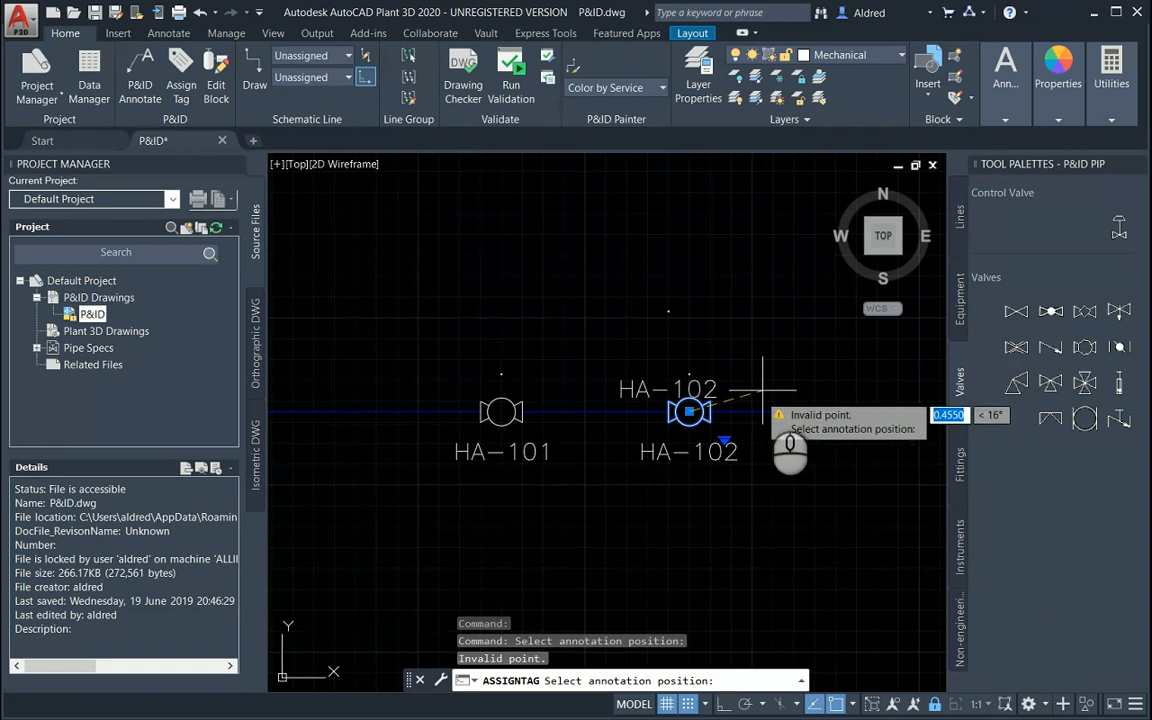 Autodesk AutoCAD Plant 3D 2020 - UNREGISTERED VERSION P&ID.dwg
Type a keyword or phrase
Aldred
P3D
Home Insert Annotate Manage View Output Add-ins Vault Collaborate Express Tools Featured Apps Layout
Project
Manager
Data
Manager
Project
P&ID
Annotate
Assign
Tag
Edit
Block
P&ID
Draw
Unassigned
Unassigned
Schematic Line
Line Group
DWG
Drawing
Checker
Run
Validation
Validate
Color by Service
P&ID Painter
Layer
Properties
Mechanical
Layers
Insert
Block
Ann...
Properties
Utilities
Start
P&ID*
PROJECT MANAGER
Current Project:
Default Project
Project
Search
Default Project
P&ID Drawings
P&ID
Plant 3D Drawings
Pipe Specs
Related Files
Source Files
Orthographic DWG
Isometric DWG
Details
Status: File is accessible
Name: P&ID.dwg
File location: C:\Users\aldred\AppData\Roamin
DocFile_RevisonName: Unknown
Number:
File is locked by user 'aldred' on machine 'ALLI
File size: 266.17KB (272,561 bytes)
File creator: aldred
Last saved: Wednesday, 19 June 2019 20:46:29
Last edited by: aldred
Description:
[+][Top][2D Wireframe]
N
W TOP E
S
WCS
HA-102
HA-101
HA-102
Invalid point.
Select annotation position:
0.4550
< 16°
Y
X
Command:
Command: Select annotation position:
Invalid point.
ASSIGNTAG Select annotation position:
TOOL PALETTES - P&ID PIP
Lines
Equipment
Valves
Fittings
Instruments
Non-engineeri...
Control Valve
Valves
MODEL
1:1